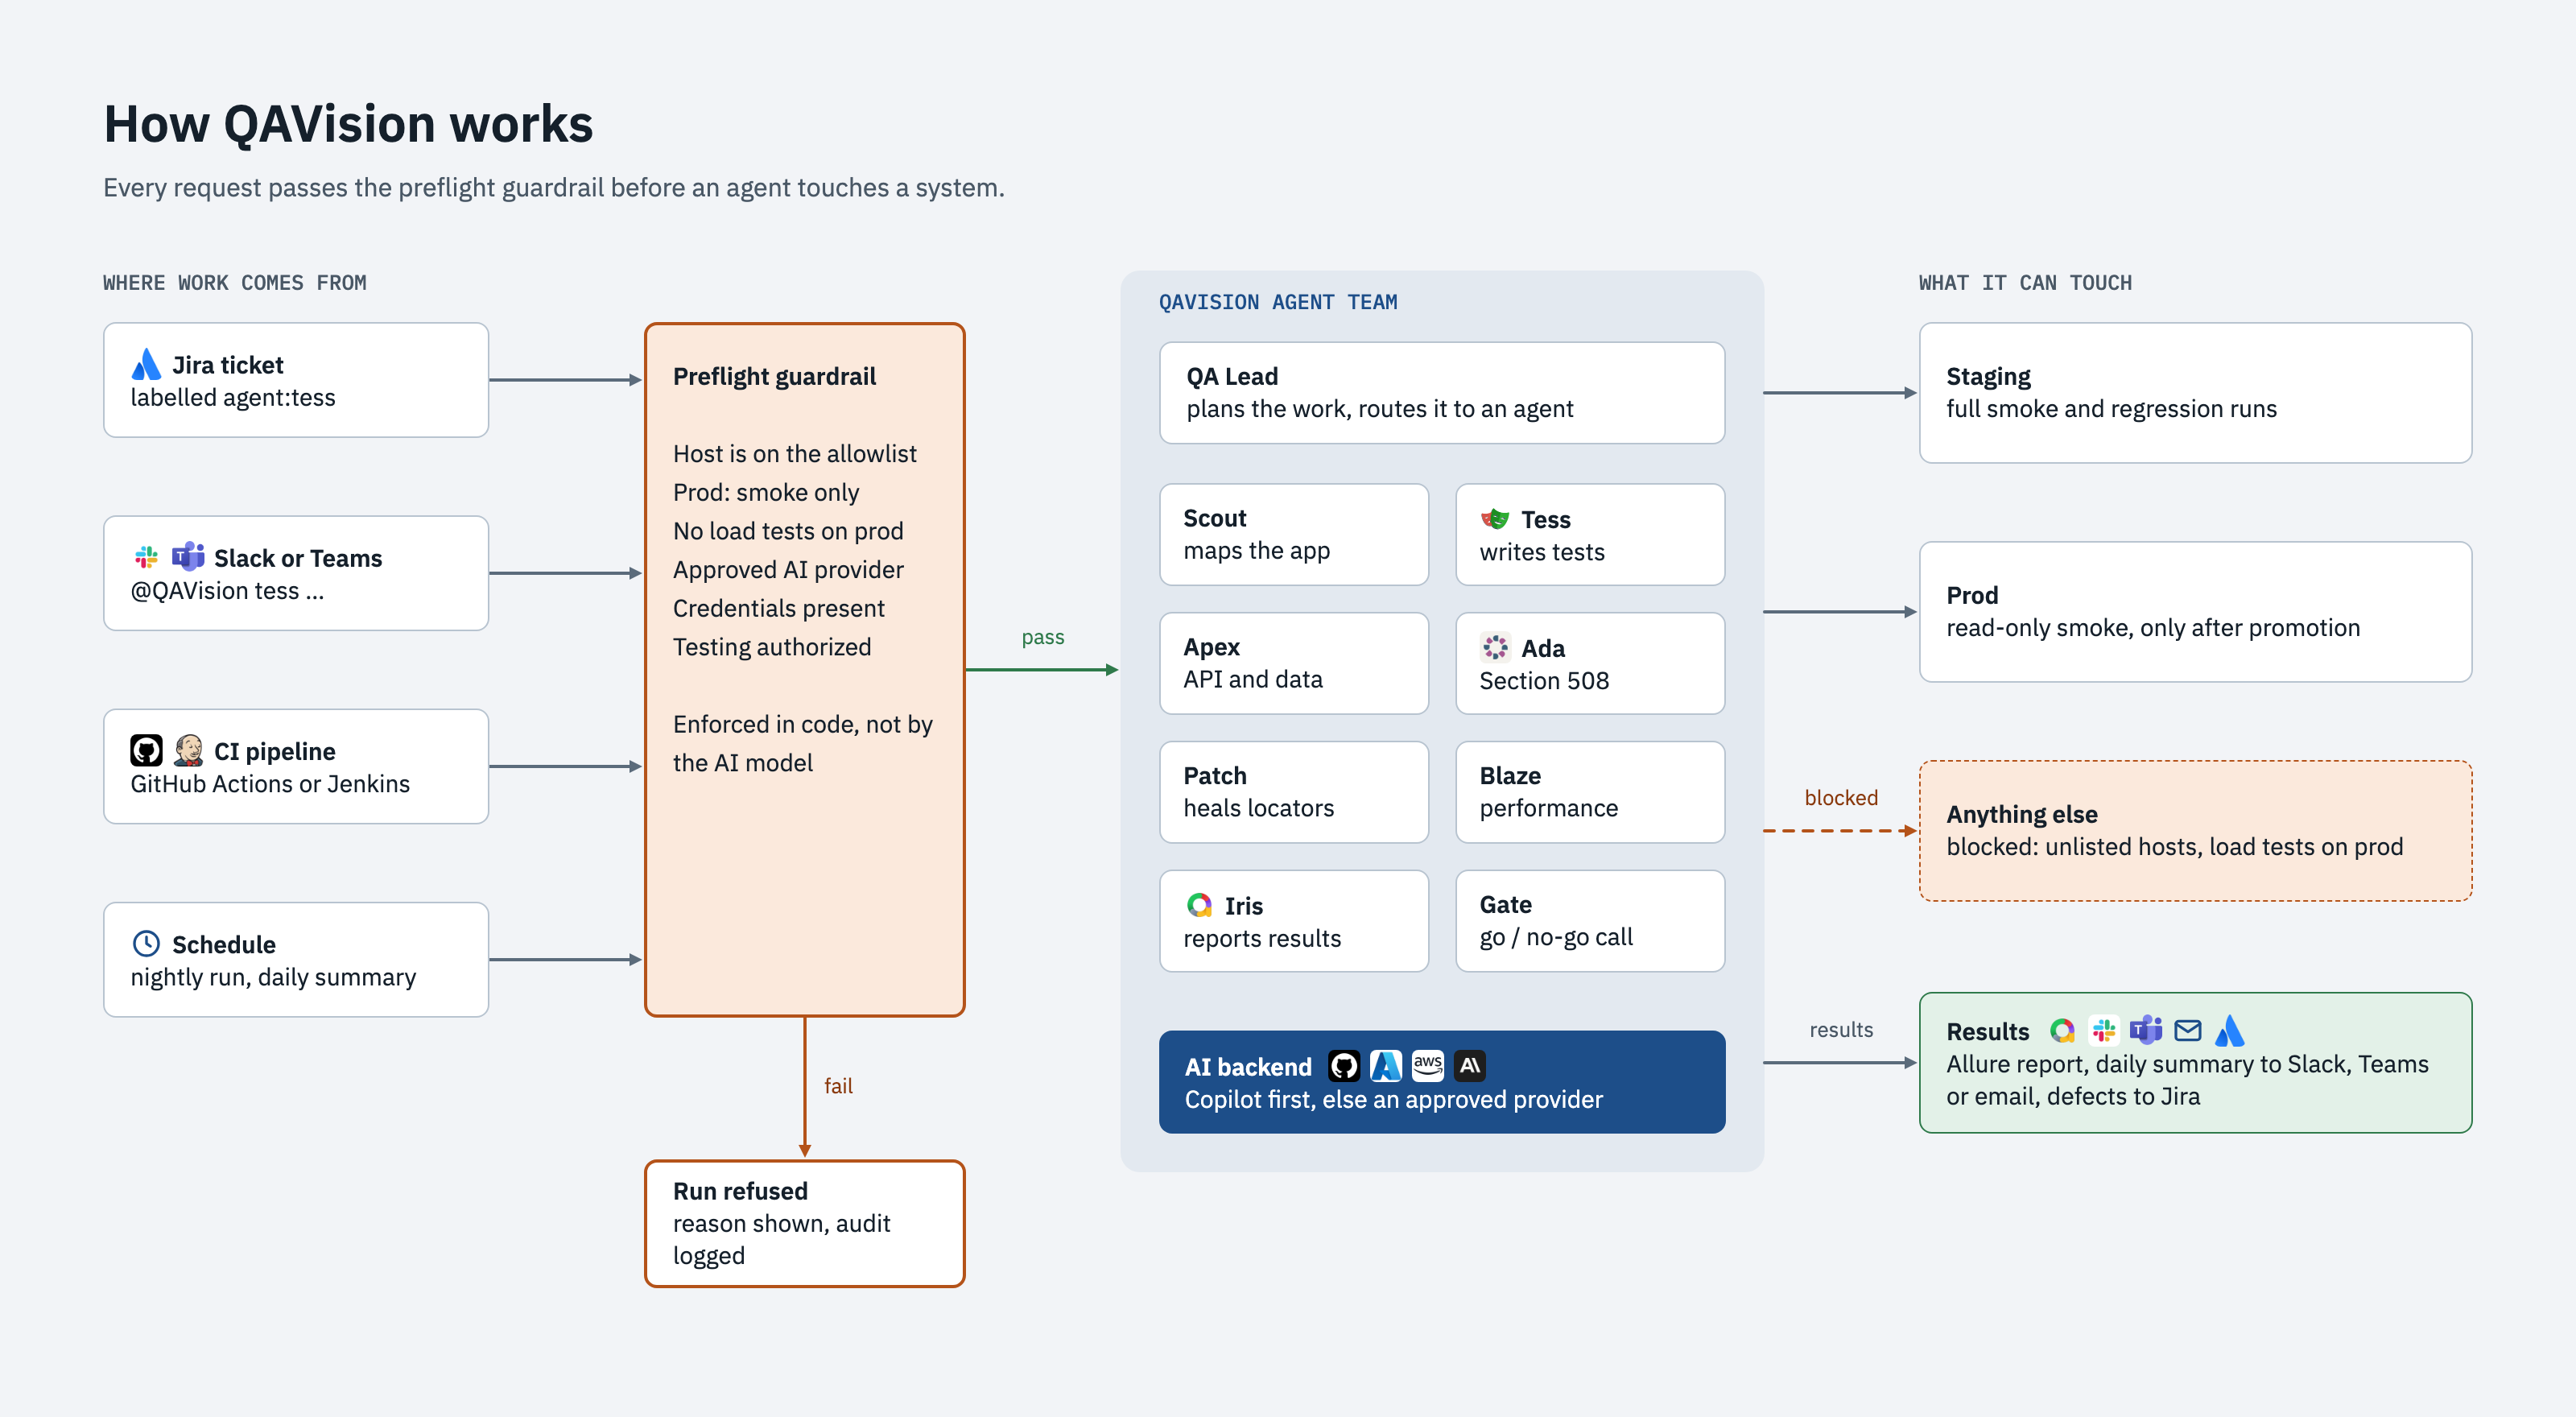 How QAVision works
Every request passes the preflight guardrail before an agent touches a system.
WHERE WORK COMES FROM
Jira ticket
labelled agent:tess
Slack or Teams
@QAVision tess ...
CI pipeline
GitHub Actions or Jenkins
Schedule
nightly run, daily summary
Preflight guardrail
Host is on the allowlist
Prod: smoke only
No load tests on prod
Approved AI provider
Credentials present
Testing authorized
Enforced in code, not by
the AI model
fail
Run refused
reason shown, audit
logged
pass
QAVISION AGENT TEAM
QA Lead
plans the work, routes it to an agent
Scout
maps the app
Tess
writes tests
Apex
API and data
Ada
Section 508
Patch
heals locators
Blaze
performance
Iris
reports results
Gate
go / no-go call
AI backend
aws
Copilot first, else an approved provider
blocked
results
WHAT IT CAN TOUCH
Staging
full smoke and regression runs
Prod
read-only smoke, only after promotion
Anything else
blocked: unlisted hosts, load tests on prod
Results
Allure report, daily summary to Slack, Teams
or email, defects to Jira